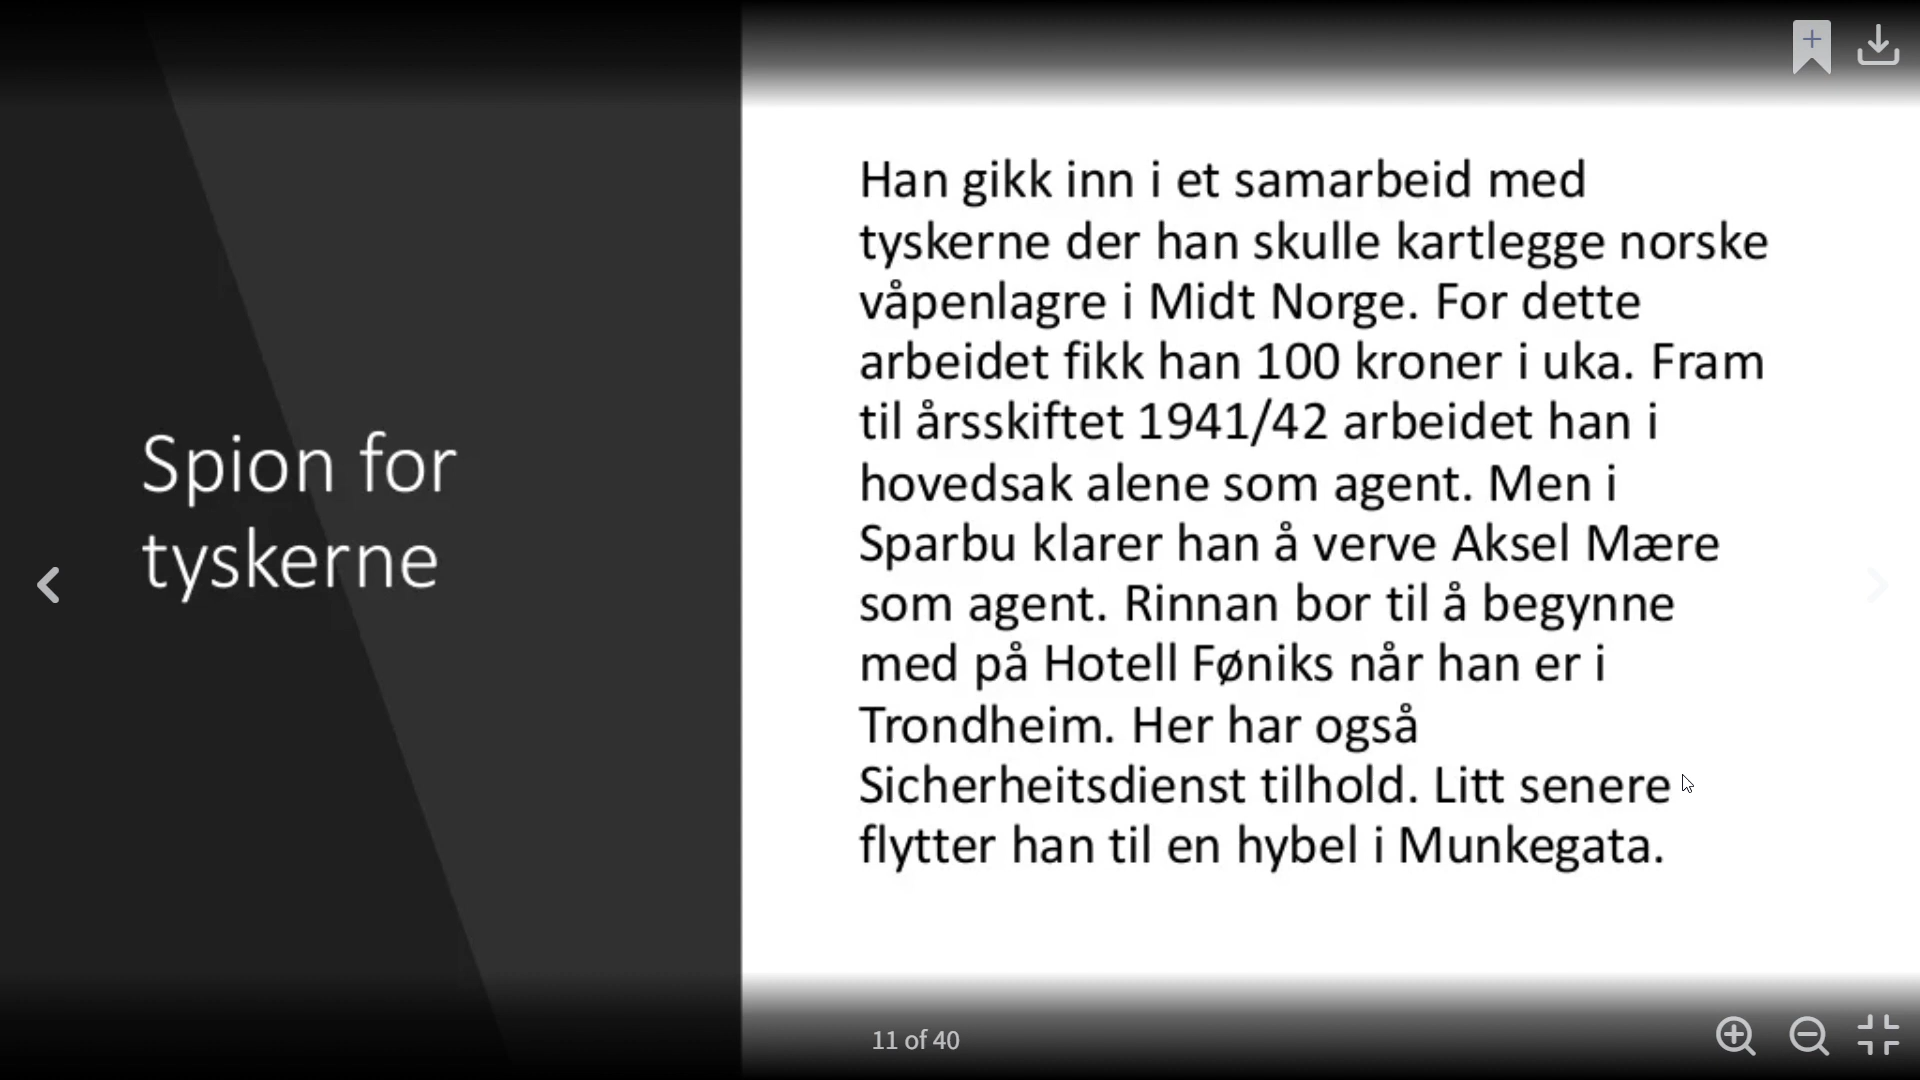 Spion for
tyskerne
Han gikk inn i et samarbeid med
tyskerne der han skulle kartlegge norske
våpenlagre i Midt Norge. For dette
arbeidet fikk han 100 kroner i uka. Fram
til årsskiftet 1941/42 arbeidet han i
hovedsak alene som agent. Men i
Sparbu klarer han å verve Aksel Mære
som agent. Rinnan bor til å begynne
med på Hotell Føniks når han er i
Trondheim. Her har også
Sicherheitsdienst tilhold. Litt senere
flytter han til en hybel i Munkegata.
11 of 40